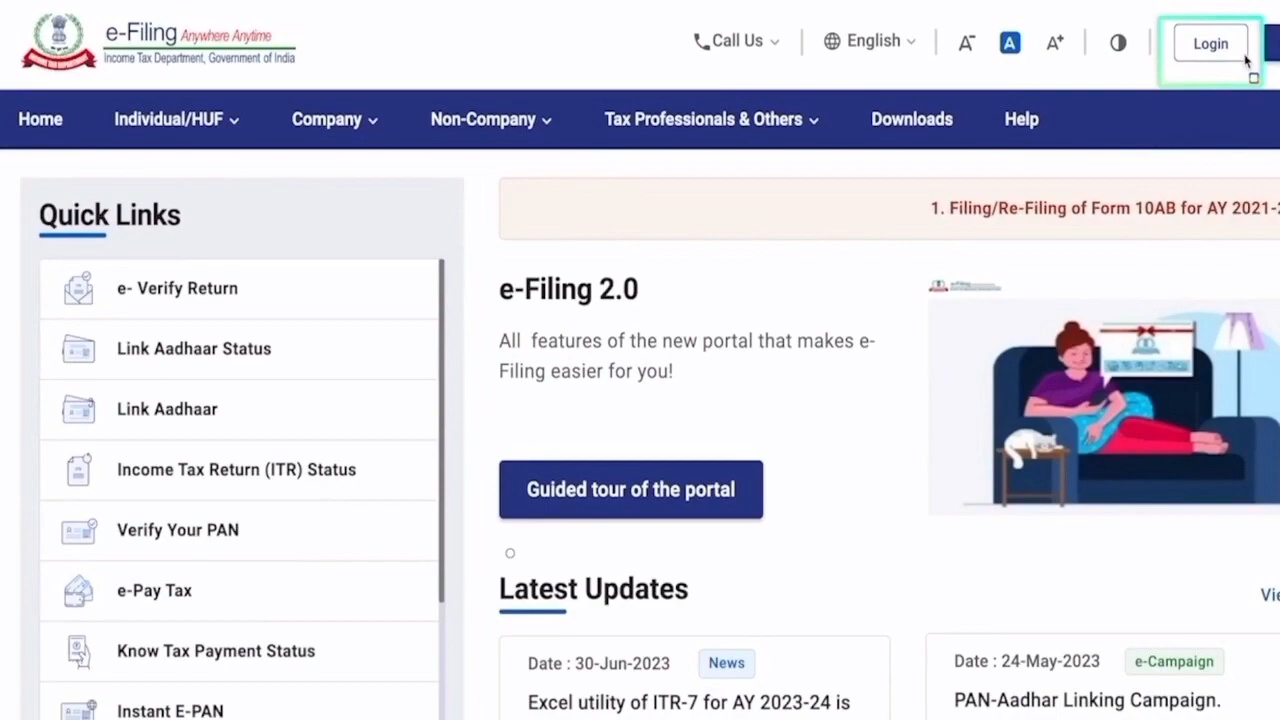 e-Filing Anywhere Anytime
Income Tax Department, Government of India
Call Us
English
A-
A
A+
Login
Home
Individual/HUF
Company
Non-Company
Tax Professionals & Others
Downloads
Help
Quick Links
e- Verify Return
Link Aadhaar Status
Link Aadhaar
Income Tax Return (ITR) Status
Verify Your PAN
e-Pay Tax
Know Tax Payment Status
Instant E-PAN
1. Filing/Re-Filing of Form 10AB for AY 2021-
e-Filing 2.0
All features of the new portal that makes e-
Filing easier for you!
Guided tour of the portal
Latest Updates
Date : 30-Jun-2023
News
Excel utility of ITR-7 for AY 2023-24 is
Date : 24-May-2023
e-Campaign
PAN-Aadhar Linking Campaign.